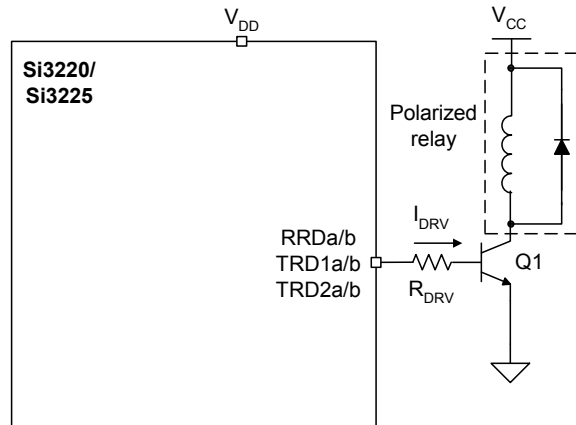 V_DD
V_CC
Si3220/
Si3225
Polarized
relay
I_DRV
RRDa/b
TRD1a/b
TRD2a/b
R_DRV
Q1